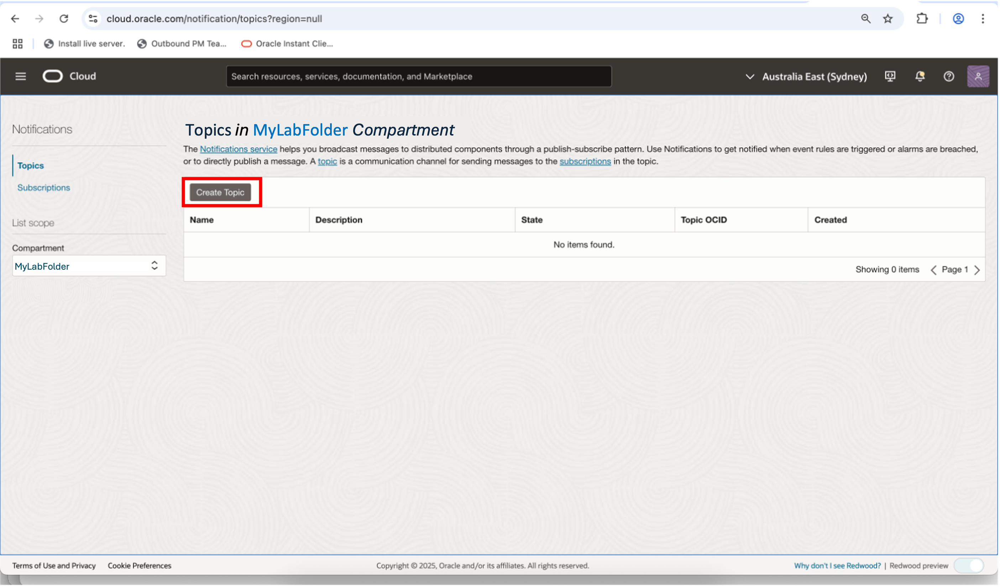 cloud.oracle.com/notification/topics?region=null
Install live server.
Outbound PM Tea...
Oracle Instant Clie...
Cloud
Search resources, services, documentation, and Marketplace
Australia East (Sydney)
Notifications
Topics
Subscriptions
List scope
Compartment
MyLabFolder
Topics in MyLabFolder Compartment
The Notifications service helps you broadcast messages to distributed components through a publish-subscribe pattern. Use Notifications to get notified when event rules are triggered or alarms are breached,
or to directly publish a message. A topic is a communication channel for sending messages to the subscriptions in the topic.
Create Topic
Name Description State Topic OCID Created
No items found.
Showing 0 items Page 1
Terms of Use and Privacy Cookie Preferences
Copyright © 2025, Oracle and/or its affiliates. All rights reserved.
Why don't I see Redwood? | Redwood preview